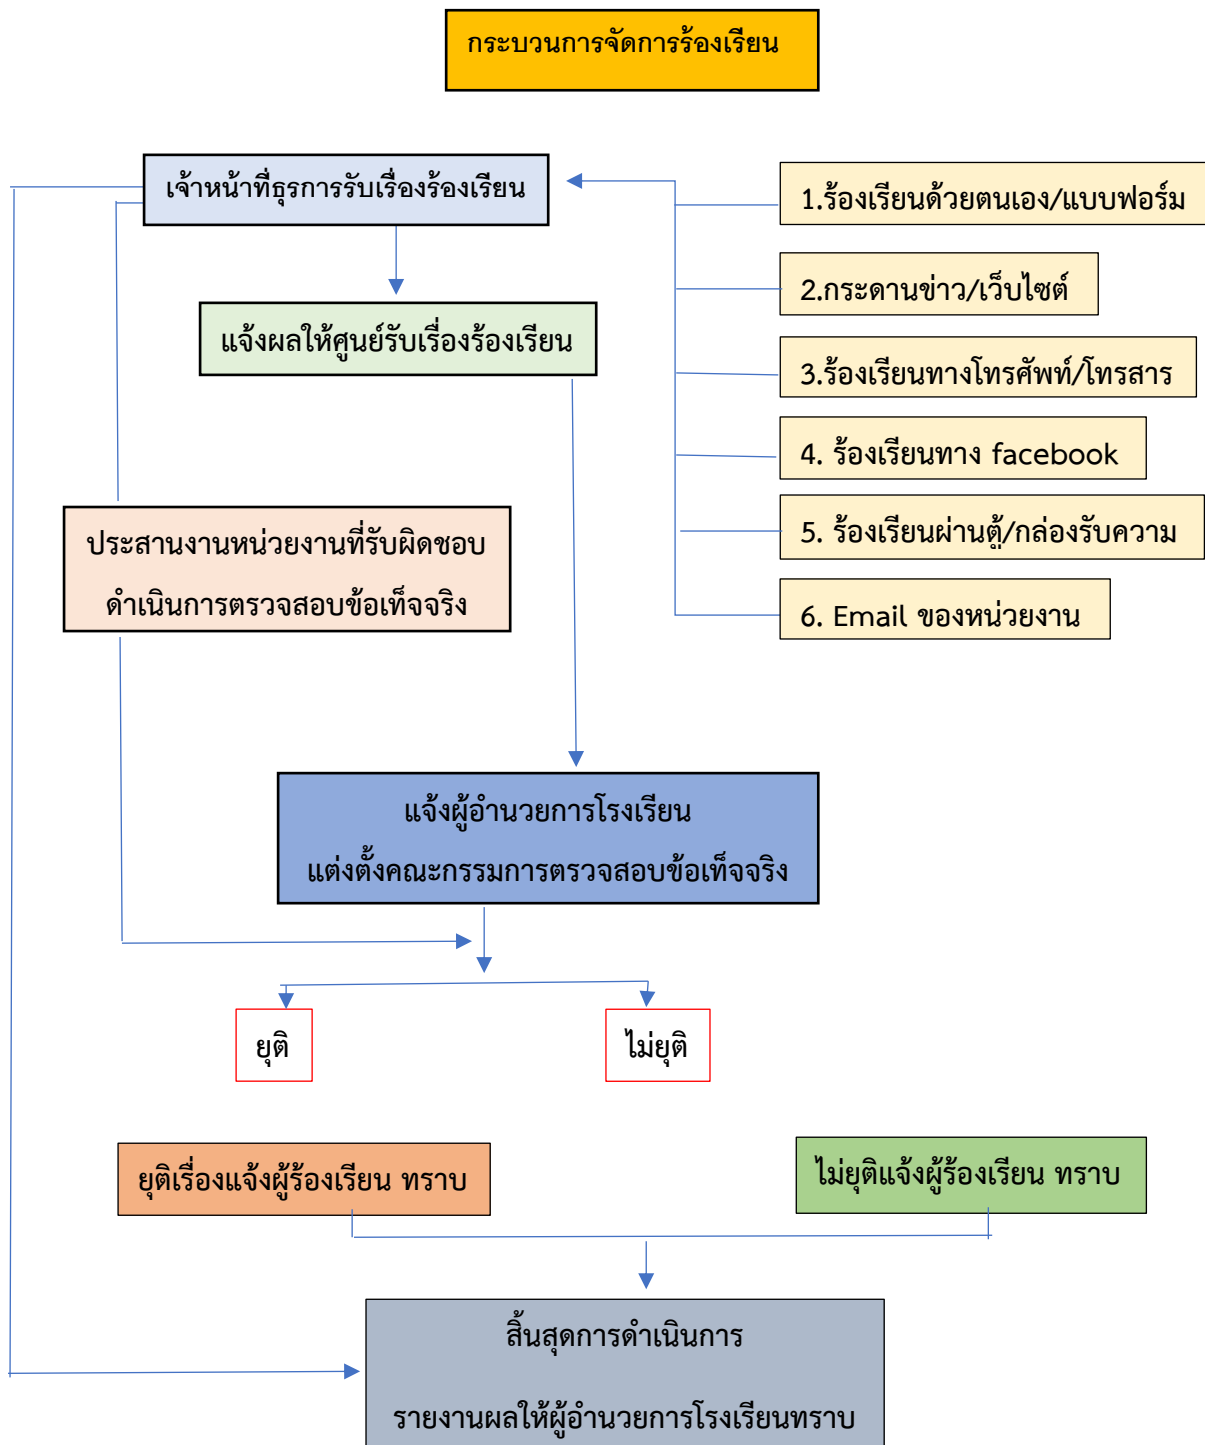 กระบวนการจัดการร้องเรียน
เจ้าหน้าที่ธุรการรับเรื่องร้องเรียน
1.ร้องเรียนด้วยตนเอง/แบบฟอร์ม
2.กระดานข่าว/เว็บไซต์
แจ้งผลให้ศูนย์รับเรื่องร้องเรียน
3.ร้องเรียนทางโทรศัพท์/โทรสาร
4. ร้องเรียนทาง facebook
5. ร้องเรียนผ่านตู้/กล่องรับความ
6. Email ของหน่วยงาน
ประสานงานหน่วยงานที่รับผิดชอบ
ดำเนินการตรวจสอบข้อเท็จจริง
แจ้งผู้อำนวยการโรงเรียน
แต่งตั้งคณะกรรมการตรวจสอบข้อเท็จจริง
ยุติ
ไม่ยุติ
ยุติเรื่องแจ้งผู้ร้องเรียน ทราบ
ไม่ยุติแจ้งผู้ร้องเรียน ทราบ
สิ้นสุดการดำเนินการ
รายงานผลให้ผู้อำนวยการโรงเรียนทราบ